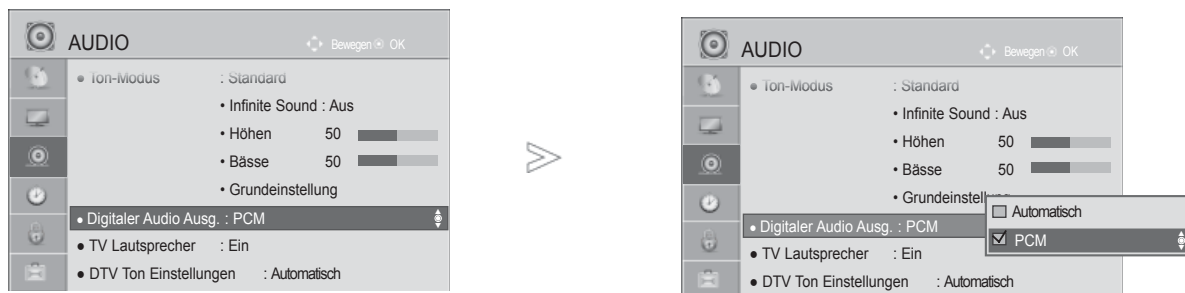 AUDIO
Bewegen OK
● Ton-Modus : Standard
• Infinite Sound : Aus
• Höhen 50
• Bässe 50
• Grundeinstellung
● Digitaler Audio Ausg. : PCM
● TV Lautsprecher : Ein
● DTV Ton Einstellungen : Automatisch
AUDIO
Bewegen OK
● Ton-Modus : Standard
• Infinite Sound : Aus
• Höhen 50
• Bässe 50
• Grundeinstellung
● Digitaler Audio Ausg. : PCM
● TV Lautsprecher : Ein
● DTV Ton Einstellungen : Automatisch
Automatisch
PCM